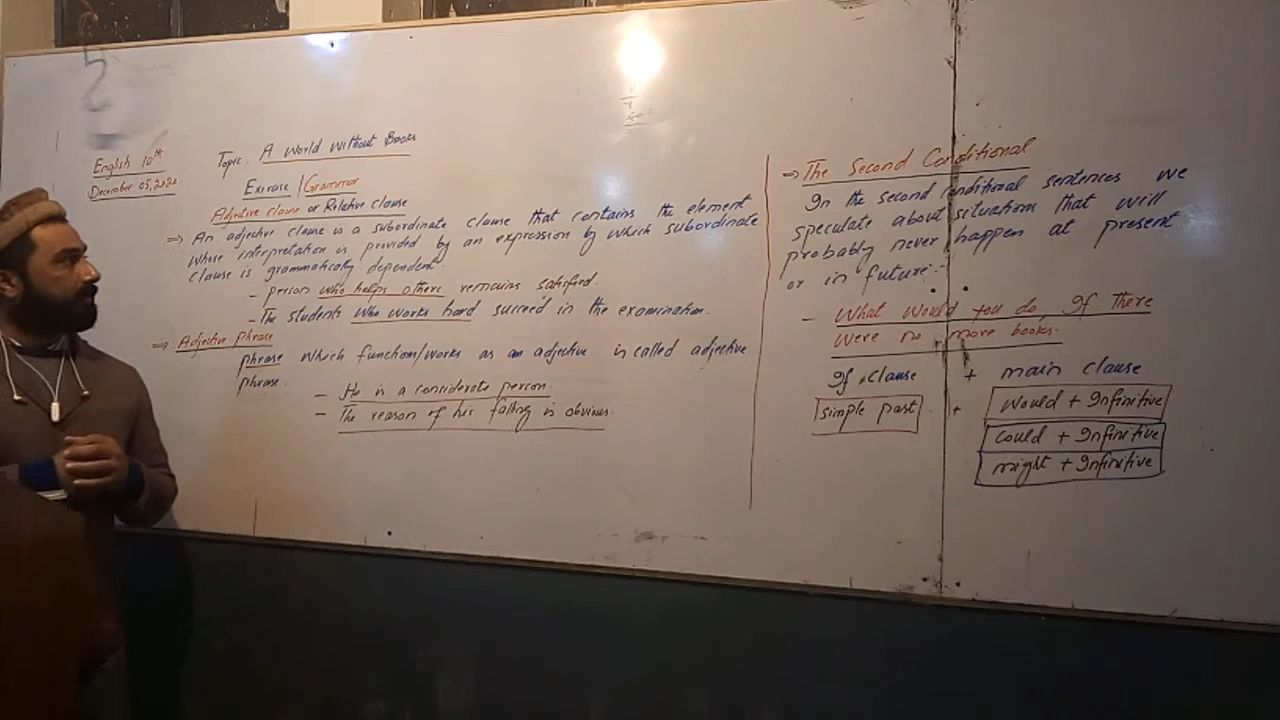 English 10th
December 05, 2020
Topic: A World Without Books
Exercise / Grammar
Adjective clause or Relative clause
⇒ An adjective clause is a subordinate clause that contains the element
whose interpretation is provided by an expression by which subordinate
clause is grammatically dependent.
- person who helps others remains satisfied.
- The students who works hard succeed in the examination.
⇒ Adjective Phrase
phrase which function/works as an adjective is called adjective
phrase.
- He is a considerate person.
- The reason of his falling is obvious.
⇒ The Second Conditional
In the second conditional sentences we
speculate about situations that will
probably never happen at present
or in future:-
- What would you do, If There
were no more books.
If Clause + main clause
simple past + Would + Infinitive
could + Infinitive
might + Infinitive